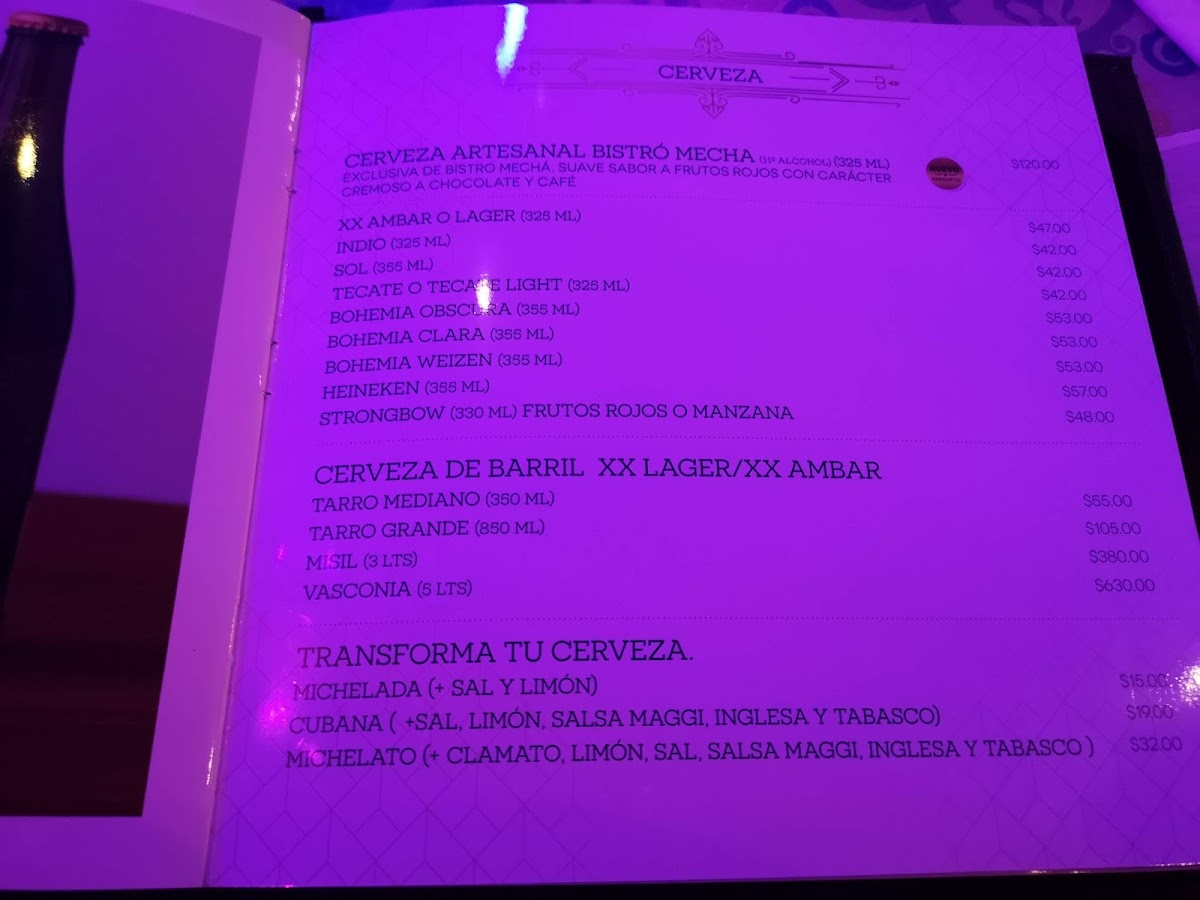 CERVEZA
CERVEZA ARTESANAL BISTRÓ MECHA (11º ALCOHOL) (325 ML) $120.00
EXCLUSIVA DE BISTRO MECHÁ. SUAVE SABOR A FRUTOS ROJOS CON CARÁCTER
CREMOSO A CHOCOLATE Y CAFÉ
NUEVO
PRODUCTO
XX AMBAR O LAGER (325 ML) $47.00
INDIO (325 ML) $42.00
SOL (355 ML) $42.00
TECATE O TECATE LIGHT (325 ML) $42.00
BOHEMIA OBSCURA (355 ML) $53.00
BOHEMIA CLARA (355 ML) $53.00
BOHEMIA WEIZEN (355 ML) $53.00
HEINEKEN (355 ML) $57.00
STRONGBOW (330 ML) FRUTOS ROJOS O MANZANA $48.00
CERVEZA DE BARRIL XX LAGER/XX AMBAR
TARRO MEDIANO (350 ML) $55.00
TARRO GRANDE (850 ML) $105.00
MISIL (3 LTS) $380.00
VASCONIA (5 LTS) $630.00
TRANSFORMA TU CERVEZA.
MICHELADA (+ SAL Y LIMÓN) $15.00
CUBANA ( +SAL, LIMÓN, SALSA MAGGI, INGLESA Y TABASCO) $19.00
MICHELATO (+ CLAMATO, LIMÓN, SAL, SALSA MAGGI, INGLESA Y TABASCO ) $32.00